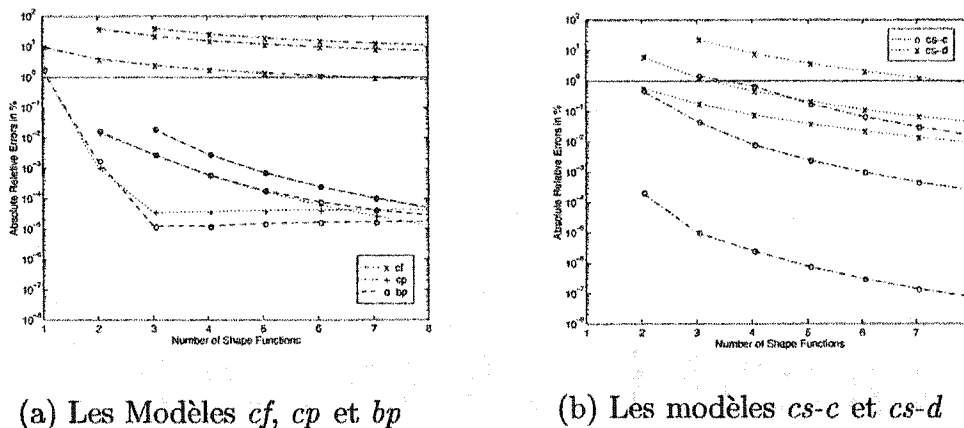 10²
10¹
10⁰
10⁻¹
10⁻²
10⁻³
10⁻⁴
10⁻⁵
10⁻⁶
10⁻⁷
10⁻⁸
Absolute Relative Errors in %
1 2 3 4 5 6 7 8
Number of Shape Functions
cf
cp
bp
(a) Les Modèles cf, cp et bp
10²
10¹
10⁰
10⁻¹
10⁻²
10⁻³
10⁻⁴
10⁻⁵
10⁻⁶
10⁻⁷
Absolute Relative Errors in %
1 2 3 4 5 6 7
Number of Shape Functions
cs-c
cs-d
(b) Les modèles cs-c et cs-d